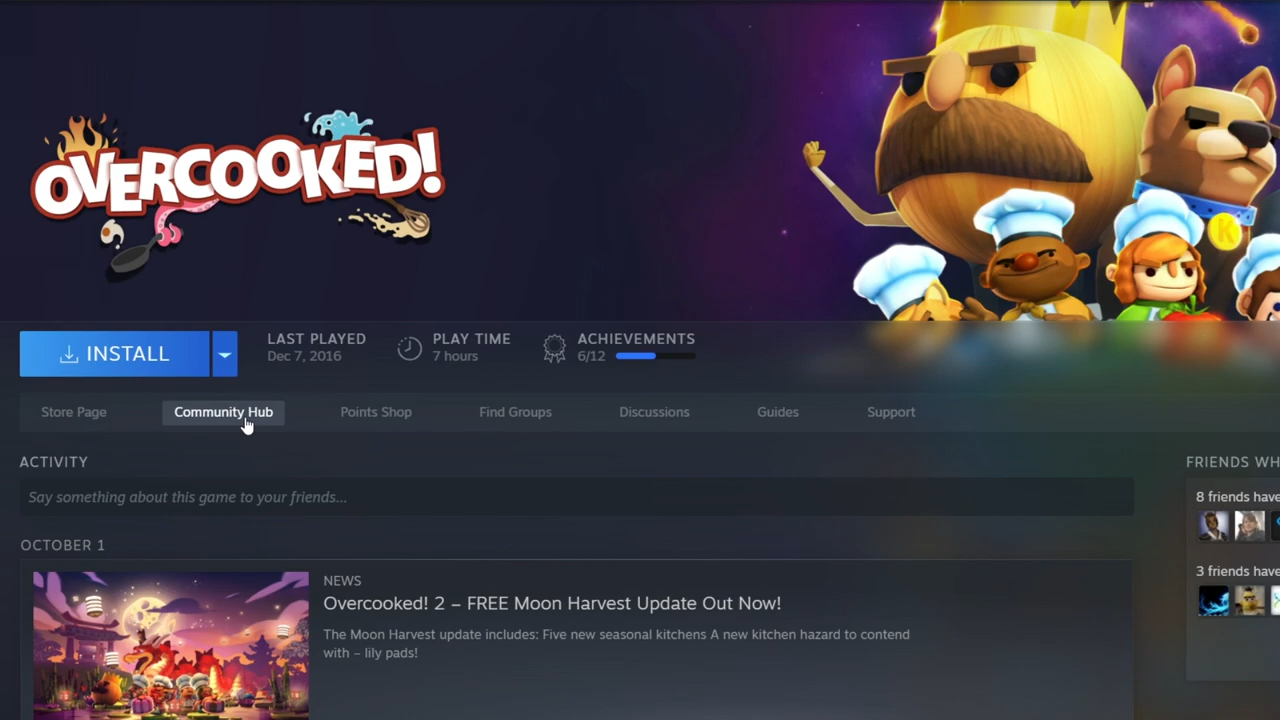 OVERCOOKED!
K
INSTALL
LAST PLAYED
Dec 7, 2016
PLAY TIME
7 hours
ACHIEVEMENTS
6/12
Store Page
Community Hub
Points Shop
Find Groups
Discussions
Guides
Support
ACTIVITY
Say something about this game to your friends...
FRIENDS WH
8 friends have
3 friends have
OCTOBER 1
NEWS
Overcooked! 2 – FREE Moon Harvest Update Out Now!
The Moon Harvest update includes: Five new seasonal kitchens A new kitchen hazard to contend
with – lily pads!